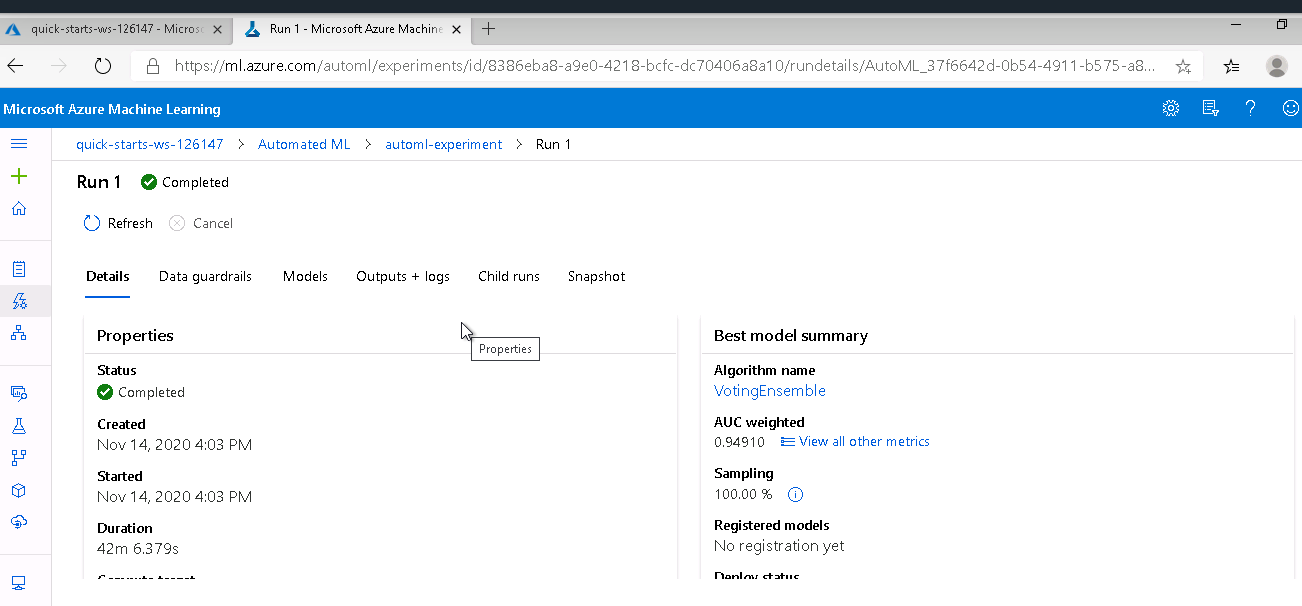 quick-starts-ws-126147 - Micros
Run 1 - Microsoft Azure Machine
https://ml.azure.com/automl/experiments/id/8386eba8-a9e0-4218-bcfc-dc70406a8a10/rundetails/AutoML_37f6642d-0b54-4911-b575-a8...
Microsoft Azure Machine Learning
quick-starts-ws-126147 > Automated ML > automl-experiment > Run 1
Run 1 Completed
Refresh Cancel
Details Data guardrails Models Outputs + logs Child runs Snapshot
Properties
Properties
Status
Completed
Created
Nov 14, 2020 4:03 PM
Started
Nov 14, 2020 4:03 PM
Duration
42m 6.379s
Compute target
Best model summary
Algorithm name
VotingEnsemble
AUC weighted
0.94910 View all other metrics
Sampling
100.00 %
Registered models
No registration yet
Deploy status